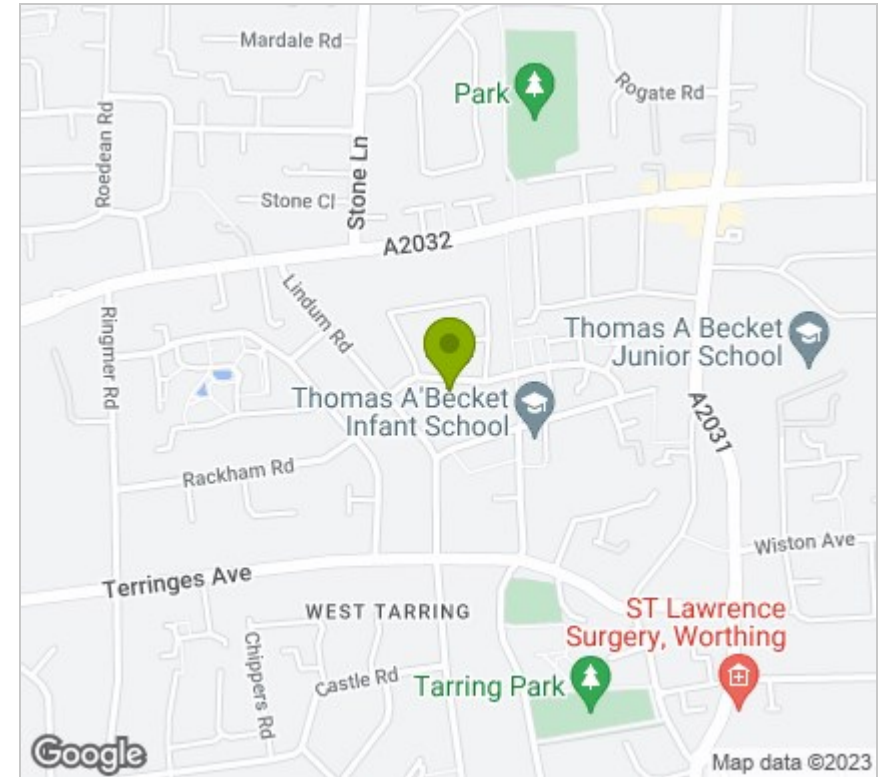 Mardale Rd
Park
Rogate Rd
Roedean Rd
Stone Ln
Stone Cl
A2032
Lindum Rd
Ringmer Rd
Thomas A Becket
Junior School
Thomas A'Becket
Infant School
A2031
Rackham Rd
Wiston Ave
Terringes Ave
WEST TARRING
ST Lawrence
Surgery, Worthing
Chippers Rd
Castle Rd
Tarring Park
Google
Map data ©2023